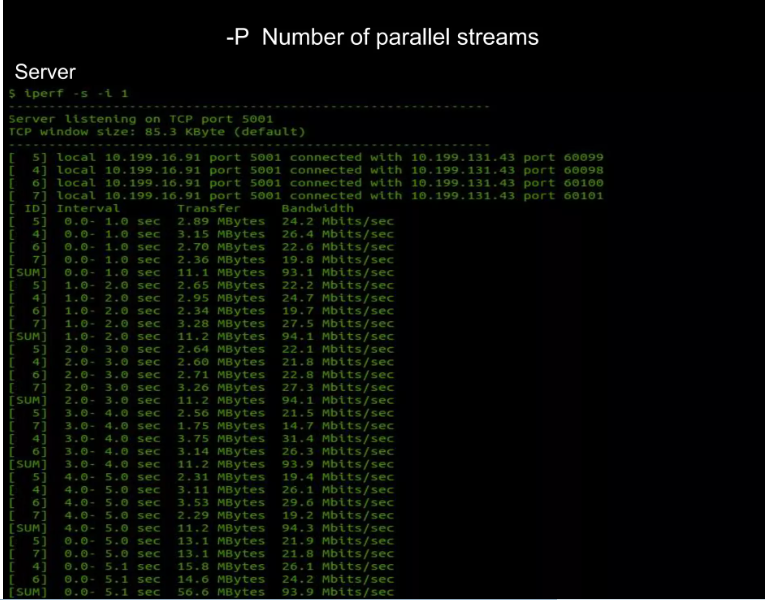 -P  Number of parallel streams
Server
$ iperf -s -i 1
------------------------------------------------------------
Server listening on TCP port 5001
TCP window size: 85.3 KByte (default)
------------------------------------------------------------
[  5] local 10.199.16.91 port 5001 connected with 10.199.131.43 port 60099
[  4] local 10.199.16.91 port 5001 connected with 10.199.131.43 port 60098
[  6] local 10.199.16.91 port 5001 connected with 10.199.131.43 port 60100
[  7] local 10.199.16.91 port 5001 connected with 10.199.131.43 port 60101
[ ID] Interval       Transfer     Bandwidth
[  5]  0.0- 1.0 sec  2.89 MBytes  24.2 Mbits/sec
[  4]  0.0- 1.0 sec  3.15 MBytes  26.4 Mbits/sec
[  6]  0.0- 1.0 sec  2.70 MBytes  22.6 Mbits/sec
[  7]  0.0- 1.0 sec  2.36 MBytes  19.8 Mbits/sec
[SUM]  0.0- 1.0 sec  11.1 MBytes  93.1 Mbits/sec
[  5]  1.0- 2.0 sec  2.65 MBytes  22.2 Mbits/sec
[  4]  1.0- 2.0 sec  2.95 MBytes  24.7 Mbits/sec
[  6]  1.0- 2.0 sec  2.34 MBytes  19.7 Mbits/sec
[  7]  1.0- 2.0 sec  3.28 MBytes  27.5 Mbits/sec
[SUM]  1.0- 2.0 sec  11.2 MBytes  94.1 Mbits/sec
[  5]  2.0- 3.0 sec  2.64 MBytes  22.1 Mbits/sec
[  4]  2.0- 3.0 sec  2.60 MBytes  21.8 Mbits/sec
[  6]  2.0- 3.0 sec  2.71 MBytes  22.8 Mbits/sec
[  7]  2.0- 3.0 sec  3.26 MBytes  27.3 Mbits/sec
[SUM]  2.0- 3.0 sec  11.2 MBytes  94.1 Mbits/sec
[  5]  3.0- 4.0 sec  2.56 MBytes  21.5 Mbits/sec
[  7]  3.0- 4.0 sec  1.75 MBytes  14.7 Mbits/sec
[  4]  3.0- 4.0 sec  3.75 MBytes  31.4 Mbits/sec
[  6]  3.0- 4.0 sec  3.14 MBytes  26.3 Mbits/sec
[SUM]  3.0- 4.0 sec  11.2 MBytes  93.9 Mbits/sec
[  5]  4.0- 5.0 sec  2.31 MBytes  19.4 Mbits/sec
[  4]  4.0- 5.0 sec  3.11 MBytes  26.1 Mbits/sec
[  6]  4.0- 5.0 sec  3.53 MBytes  29.6 Mbits/sec
[  7]  4.0- 5.0 sec  2.29 MBytes  19.2 Mbits/sec
[SUM]  4.0- 5.0 sec  11.2 MBytes  94.3 Mbits/sec
[  5]  0.0- 5.0 sec  13.1 MBytes  21.9 Mbits/sec
[  7]  0.0- 5.0 sec  13.1 MBytes  21.8 Mbits/sec
[  4]  0.0- 5.1 sec  15.8 MBytes  26.1 Mbits/sec
[  6]  0.0- 5.1 sec  14.6 MBytes  24.2 Mbits/sec
[SUM]  0.0- 5.1 sec  56.6 MBytes  93.9 Mbits/sec